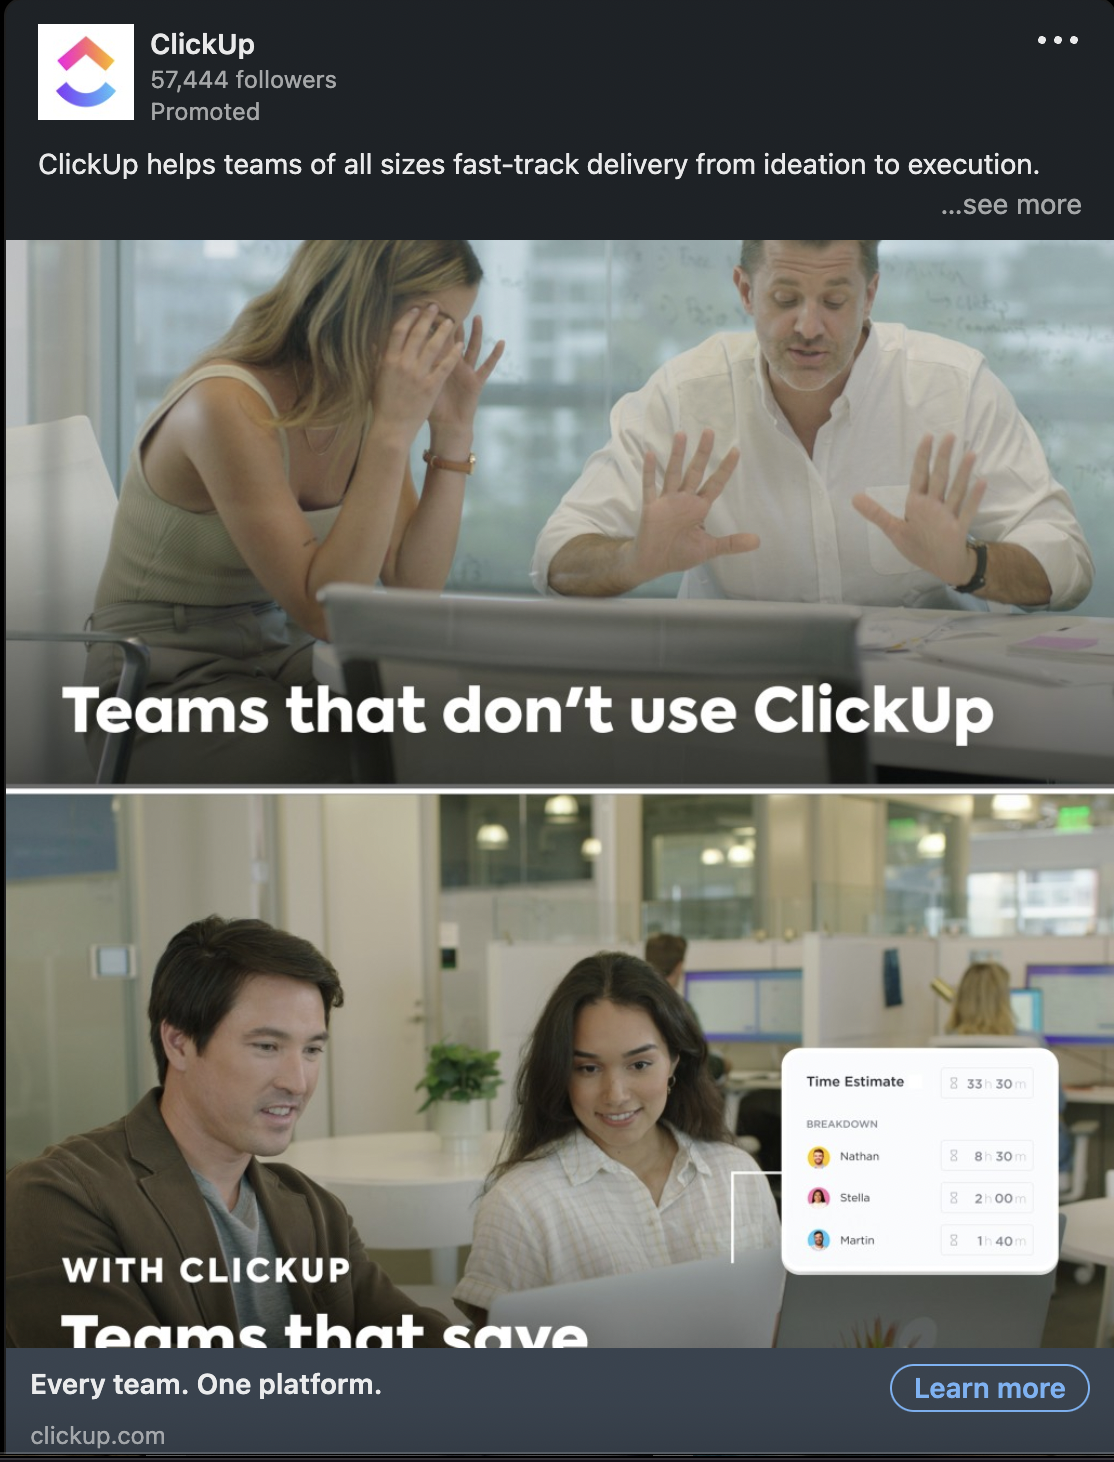 ClickUp
57,444 followers
Promoted
ClickUp helps teams of all sizes fast-track delivery from ideation to execution.
...see more
Teams that don't use ClickUp
Time Estimate 33h 30m
BREAKDOWN
Nathan 8h 30m
Stella 2h 00m
Martin 1h 40m
WITH CLICKUP
Teams that save
Every team. One platform.
Learn more
clickup.com